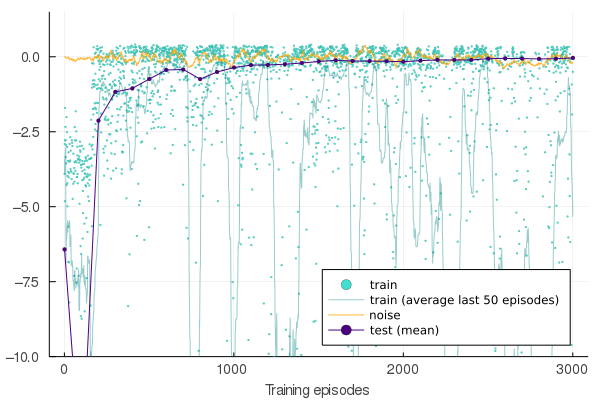 0.0
−2.5
−5.0
−7.5
−10.0
0
1000
2000
3000
Training episodes
train
train (average last 50 episodes)
noise
test (mean)